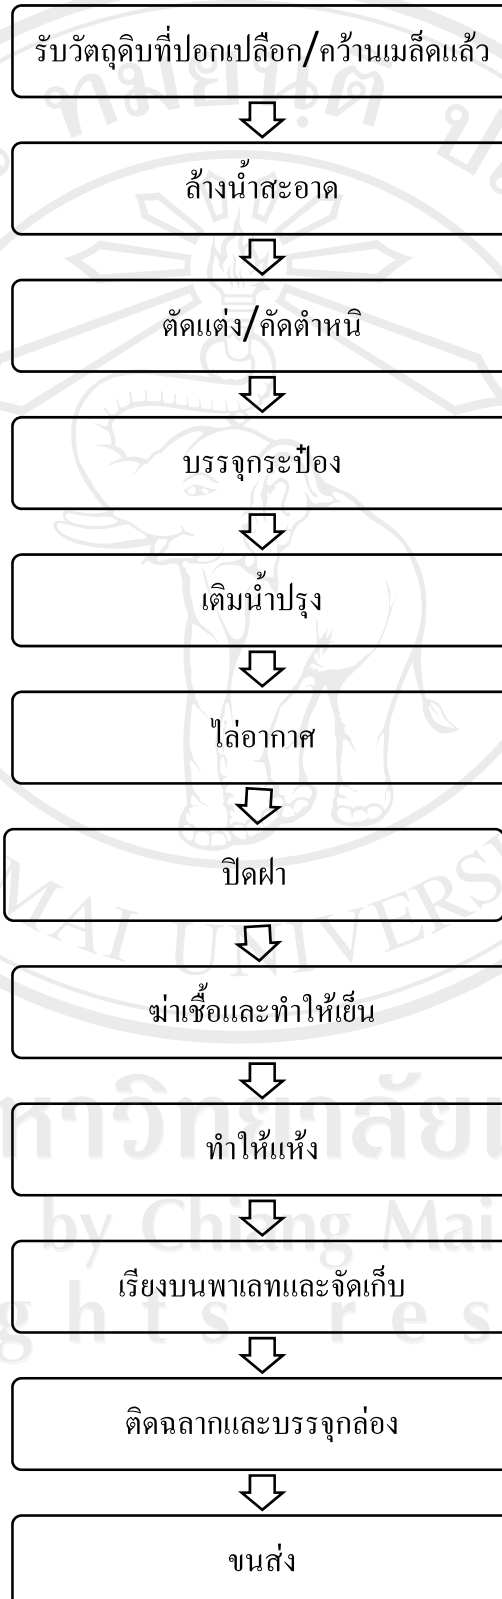 รับวัตถุดิบที่ปอกเปลือก/คว้านเมล็ดแล้ว
ล้างน้ำสะอาด
ตัดแต่ง/คัดตำหนิ
บรรจุกระป๋อง
เติมน้ำปรุง
ไล่อากาศ
ปิดฝา
MAI UNIVERS
ฆ่าเชื้อและทำให้เย็น
ทำให้แห้ง
by Chiang Mai
เรียงบนพาเลทและจัดเก็บ
ghts res
ติดฉลากและบรรจุกล่อง
ขนส่ง